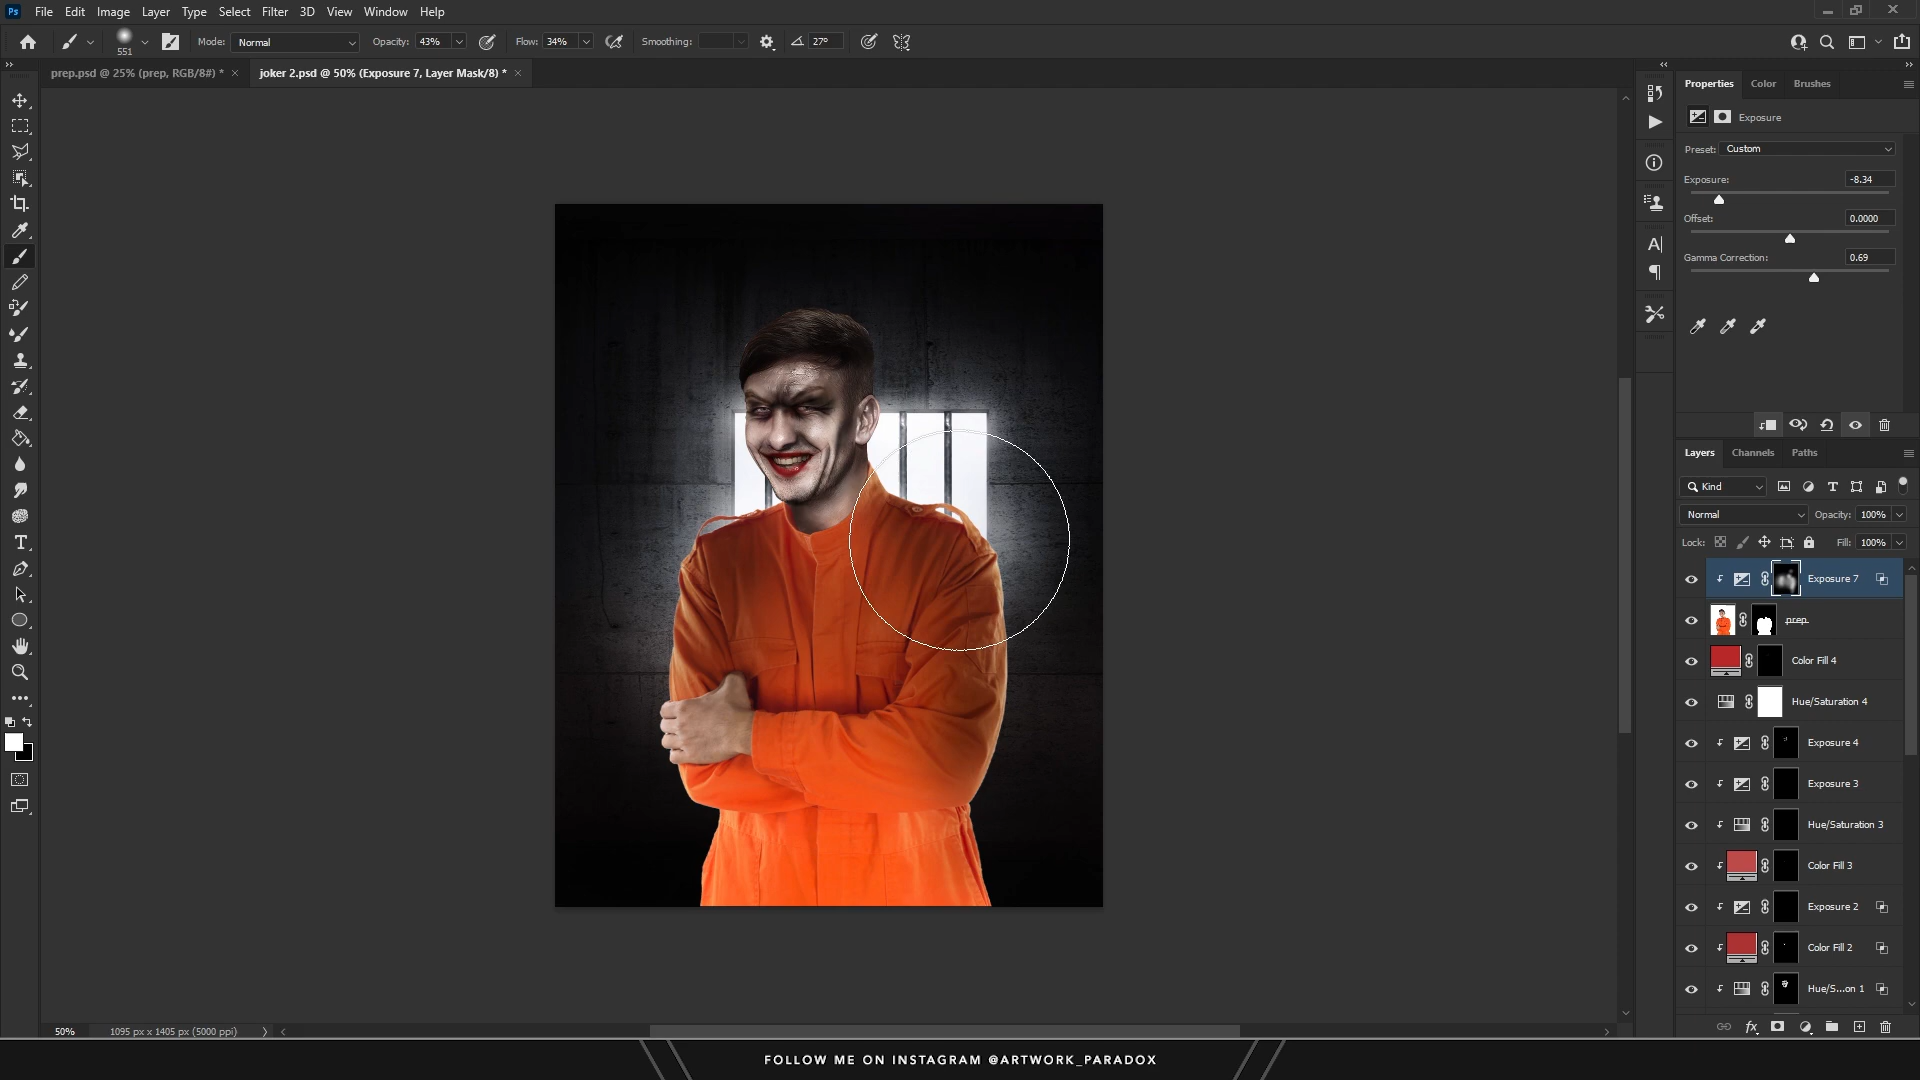 Ps File Edit Image Layer Type Select Filter 3D View Window Help
551 Mode: Normal Opacity: 43% Flow: 34% Smoothing: 27°
prep.psd @ 25% (prep, RGB/8#) * × joker 2.psd @ 50% (Exposure 7, Layer Mask/8) * ×
Properties Color Brushes
Exposure
Preset: Custom
Exposure: -8.34
Offset: 0.0000
Gamma Correction: 0.69
Layers Channels Paths
Kind
Normal Opacity: 100%
Lock: Fill: 100%
Exposure 7
prep
Color Fill 4
Hue/Saturation 4
Exposure 4
Exposure 3
Hue/Saturation 3
Color Fill 3
Exposure 2
Color Fill 2
Hue/S...on 1
50% 1095 px x 1405 px (5000 ppi)
FOLLOW ME ON INSTAGRAM @ARTWORK_PARADOX